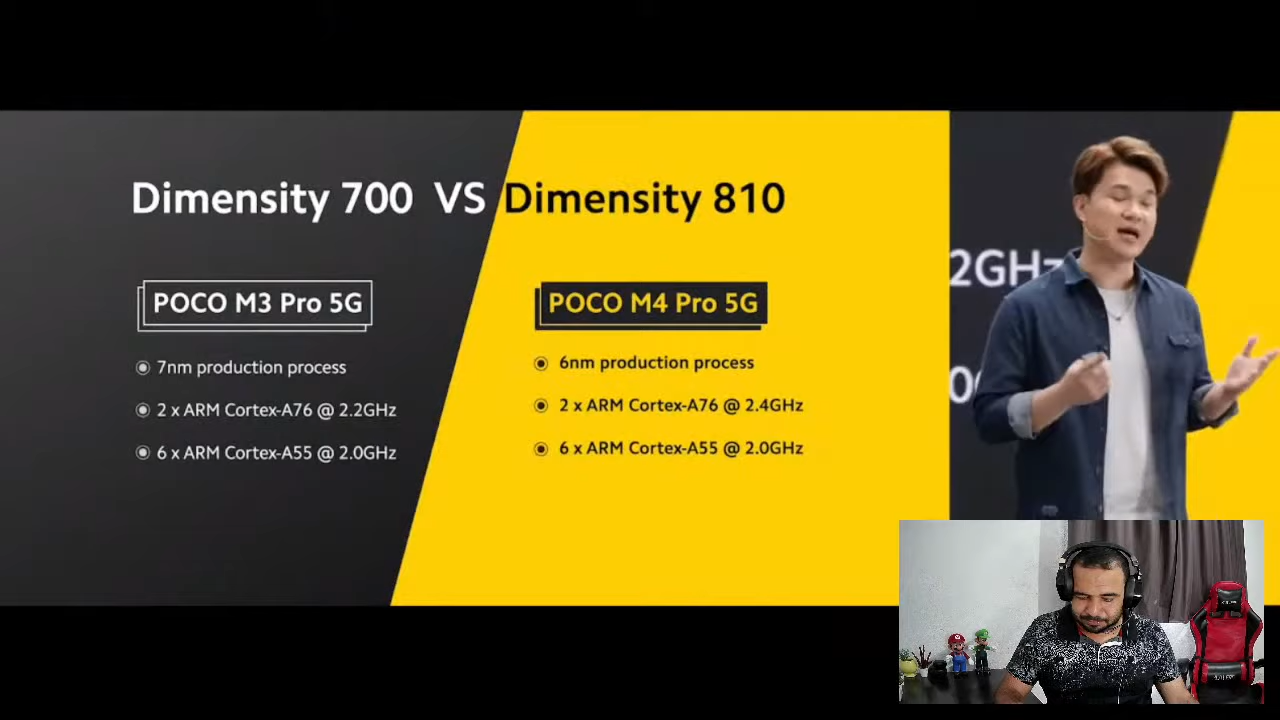 Dimensity 700 VS Dimensity 810
POCO M3 Pro 5G
7nm production process
2 x ARM Cortex-A76 @ 2.2GHz
6 x ARM Cortex-A55 @ 2.0GHz
POCO M4 Pro 5G
6nm production process
2 x ARM Cortex-A76 @ 2.4GHz
6 x ARM Cortex-A55 @ 2.0GHz
2GHz